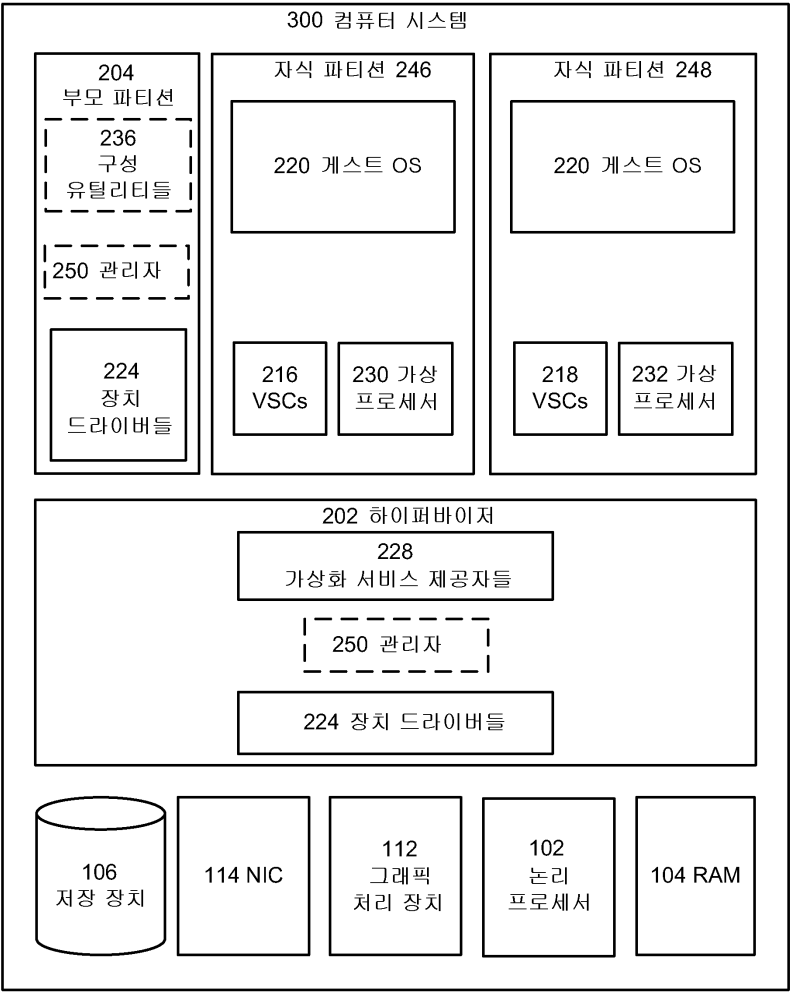 300 컴퓨터 시스템
204
부모 파티션
236
구성
유틸리티들
250 관리자
224
장치
드라이버들
자식 파티션 246
220 게스트 OS
216
VSCs
230 가상
프로세서
자식 파티션 248
220 게스트 OS
218
VSCs
232 가상
프로세서
202 하이퍼바이저
228
가상화 서비스 제공자들
250 관리자
224 장치 드라이버들
106
저장 장치
114 NIC
112
그래픽
처리 장치
102
논리
프로세서
104 RAM